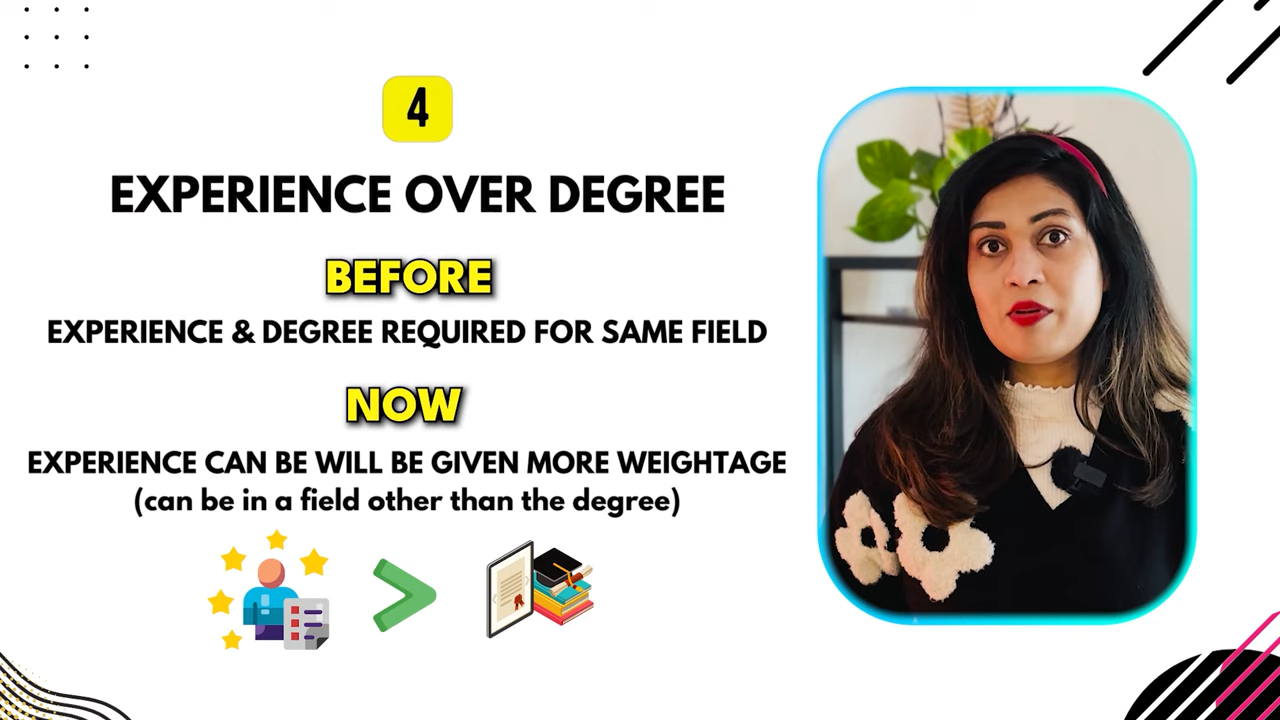 4
EXPERIENCE OVER DEGREE
BEFORE
EXPERIENCE & DEGREE REQUIRED FOR SAME FIELD
NOW
EXPERIENCE CAN BE WILL BE GIVEN MORE WEIGHTAGE
(can be in a field other than the degree)